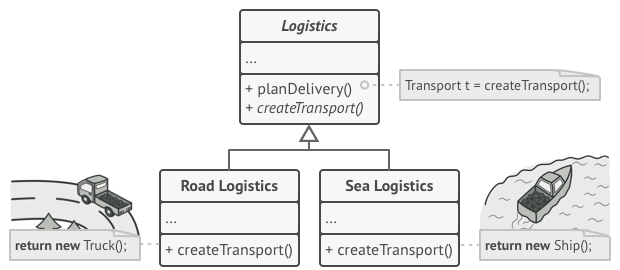 Logistics
...
+ planDelivery()
+ createTransport()
Transport t = createTransport();
Road Logistics
...
+ createTransport()
Sea Logistics
...
+ createTransport()
return new Truck();
return new Ship();